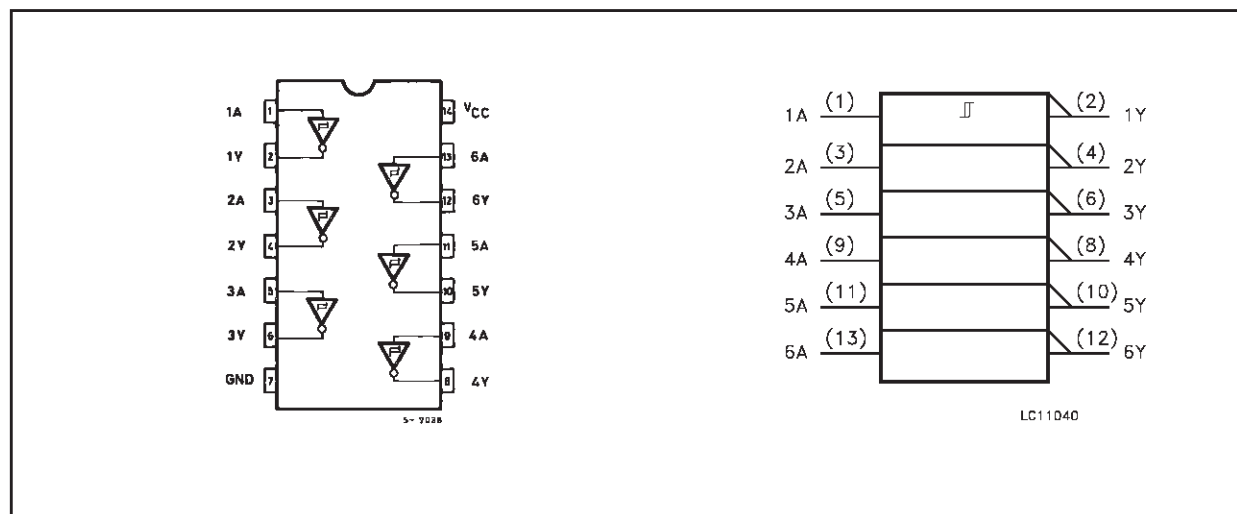 1A 1 14 VCC
1Y 2 13 6A
2A 3 12 6Y
2Y 4 11 5A
3A 5 10 5Y
3Y 6 9 4A
GND 7 8 4Y
S-7028
1A (1) (2) 1Y
2A (3) (4) 2Y
3A (5) (6) 3Y
4A (9) (8) 4Y
5A (11) (10) 5Y
6A (13) (12) 6Y
LC11040